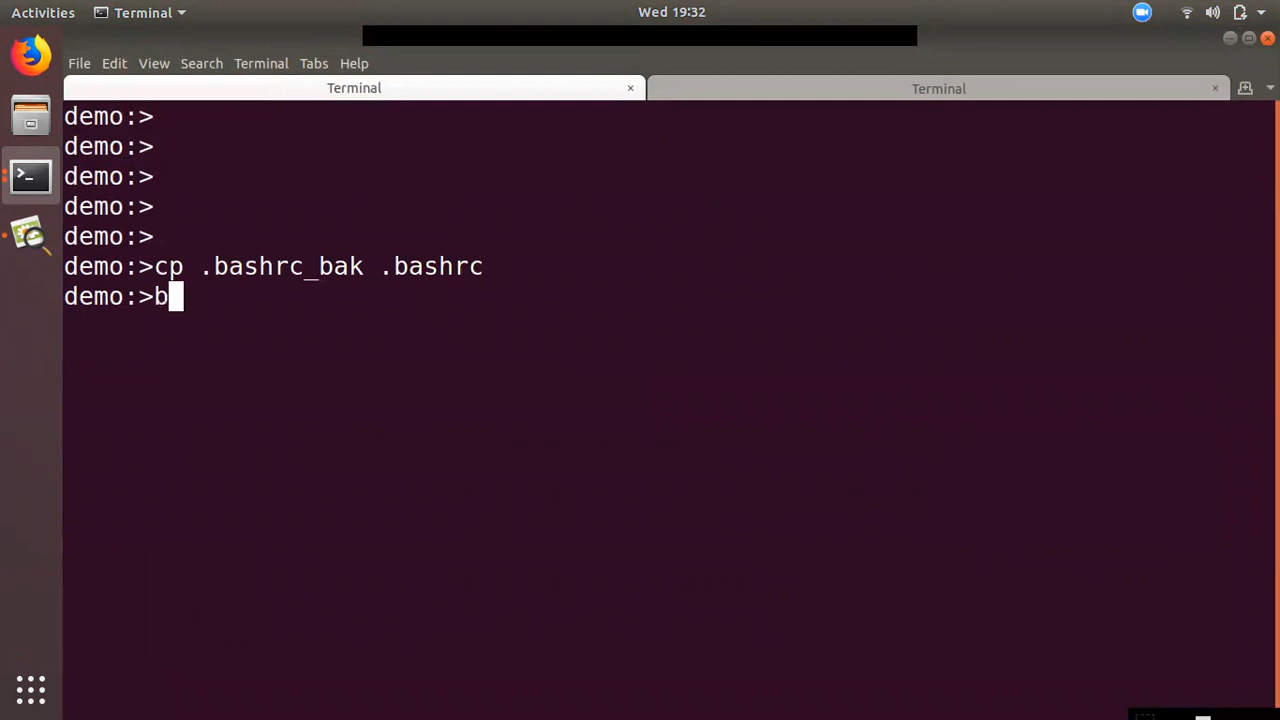 Activities Terminal Wed 19:32
File Edit View Search Terminal Tabs Help
Terminal × Terminal ×
demo:>
demo:>
demo:>
demo:>
demo:>
demo:>cp .bashrc_bak .bashrc
demo:>b